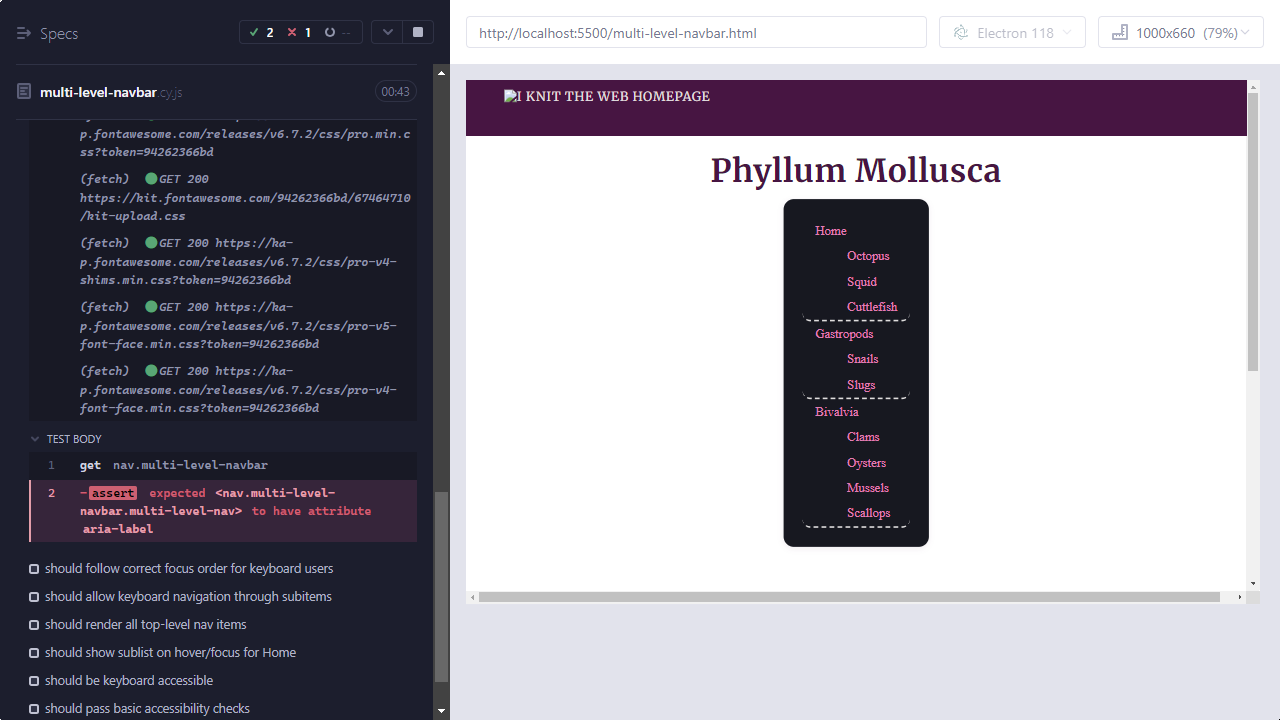 Specs
2
1
--
multi-level-navbar.cy.js
00:43
p.fontawesome.com/releases/v6.7.2/css/pro.min.c
ss?token=94262366bd
(fetch) GET 200
https://kit.fontawesome.com/94262366bd/67464710
/kit-upload.css
(fetch) GET 200 https://ka-
p.fontawesome.com/releases/v6.7.2/css/pro-v4-
shims.min.css?token=94262366bd
(fetch) GET 200 https://ka-
p.fontawesome.com/releases/v6.7.2/css/pro-v5-
font-face.min.css?token=94262366bd
(fetch) GET 200 https://ka-
p.fontawesome.com/releases/v6.7.2/css/pro-v4-
font-face.min.css?token=94262366bd
TEST BODY
1 get nav.multi-level-navbar
2 -assert expected <nav.multi-level-
navbar.multi-level-nav> to have attribute
aria-label
should follow correct focus order for keyboard users
should allow keyboard navigation through subitems
should render all top-level nav items
should show sublist on hover/focus for Home
should be keyboard accessible
should pass basic accessibility checks
http://localhost:5500/multi-level-navbar.html
Electron 118
1000x660 (79%)
I KNIT THE WEB HOMEPAGE
Phyllum Mollusca
Home
Octopus
Squid
Cuttlefish
Gastropods
Snails
Slugs
Bivalvia
Clams
Oysters
Mussels
Scallops